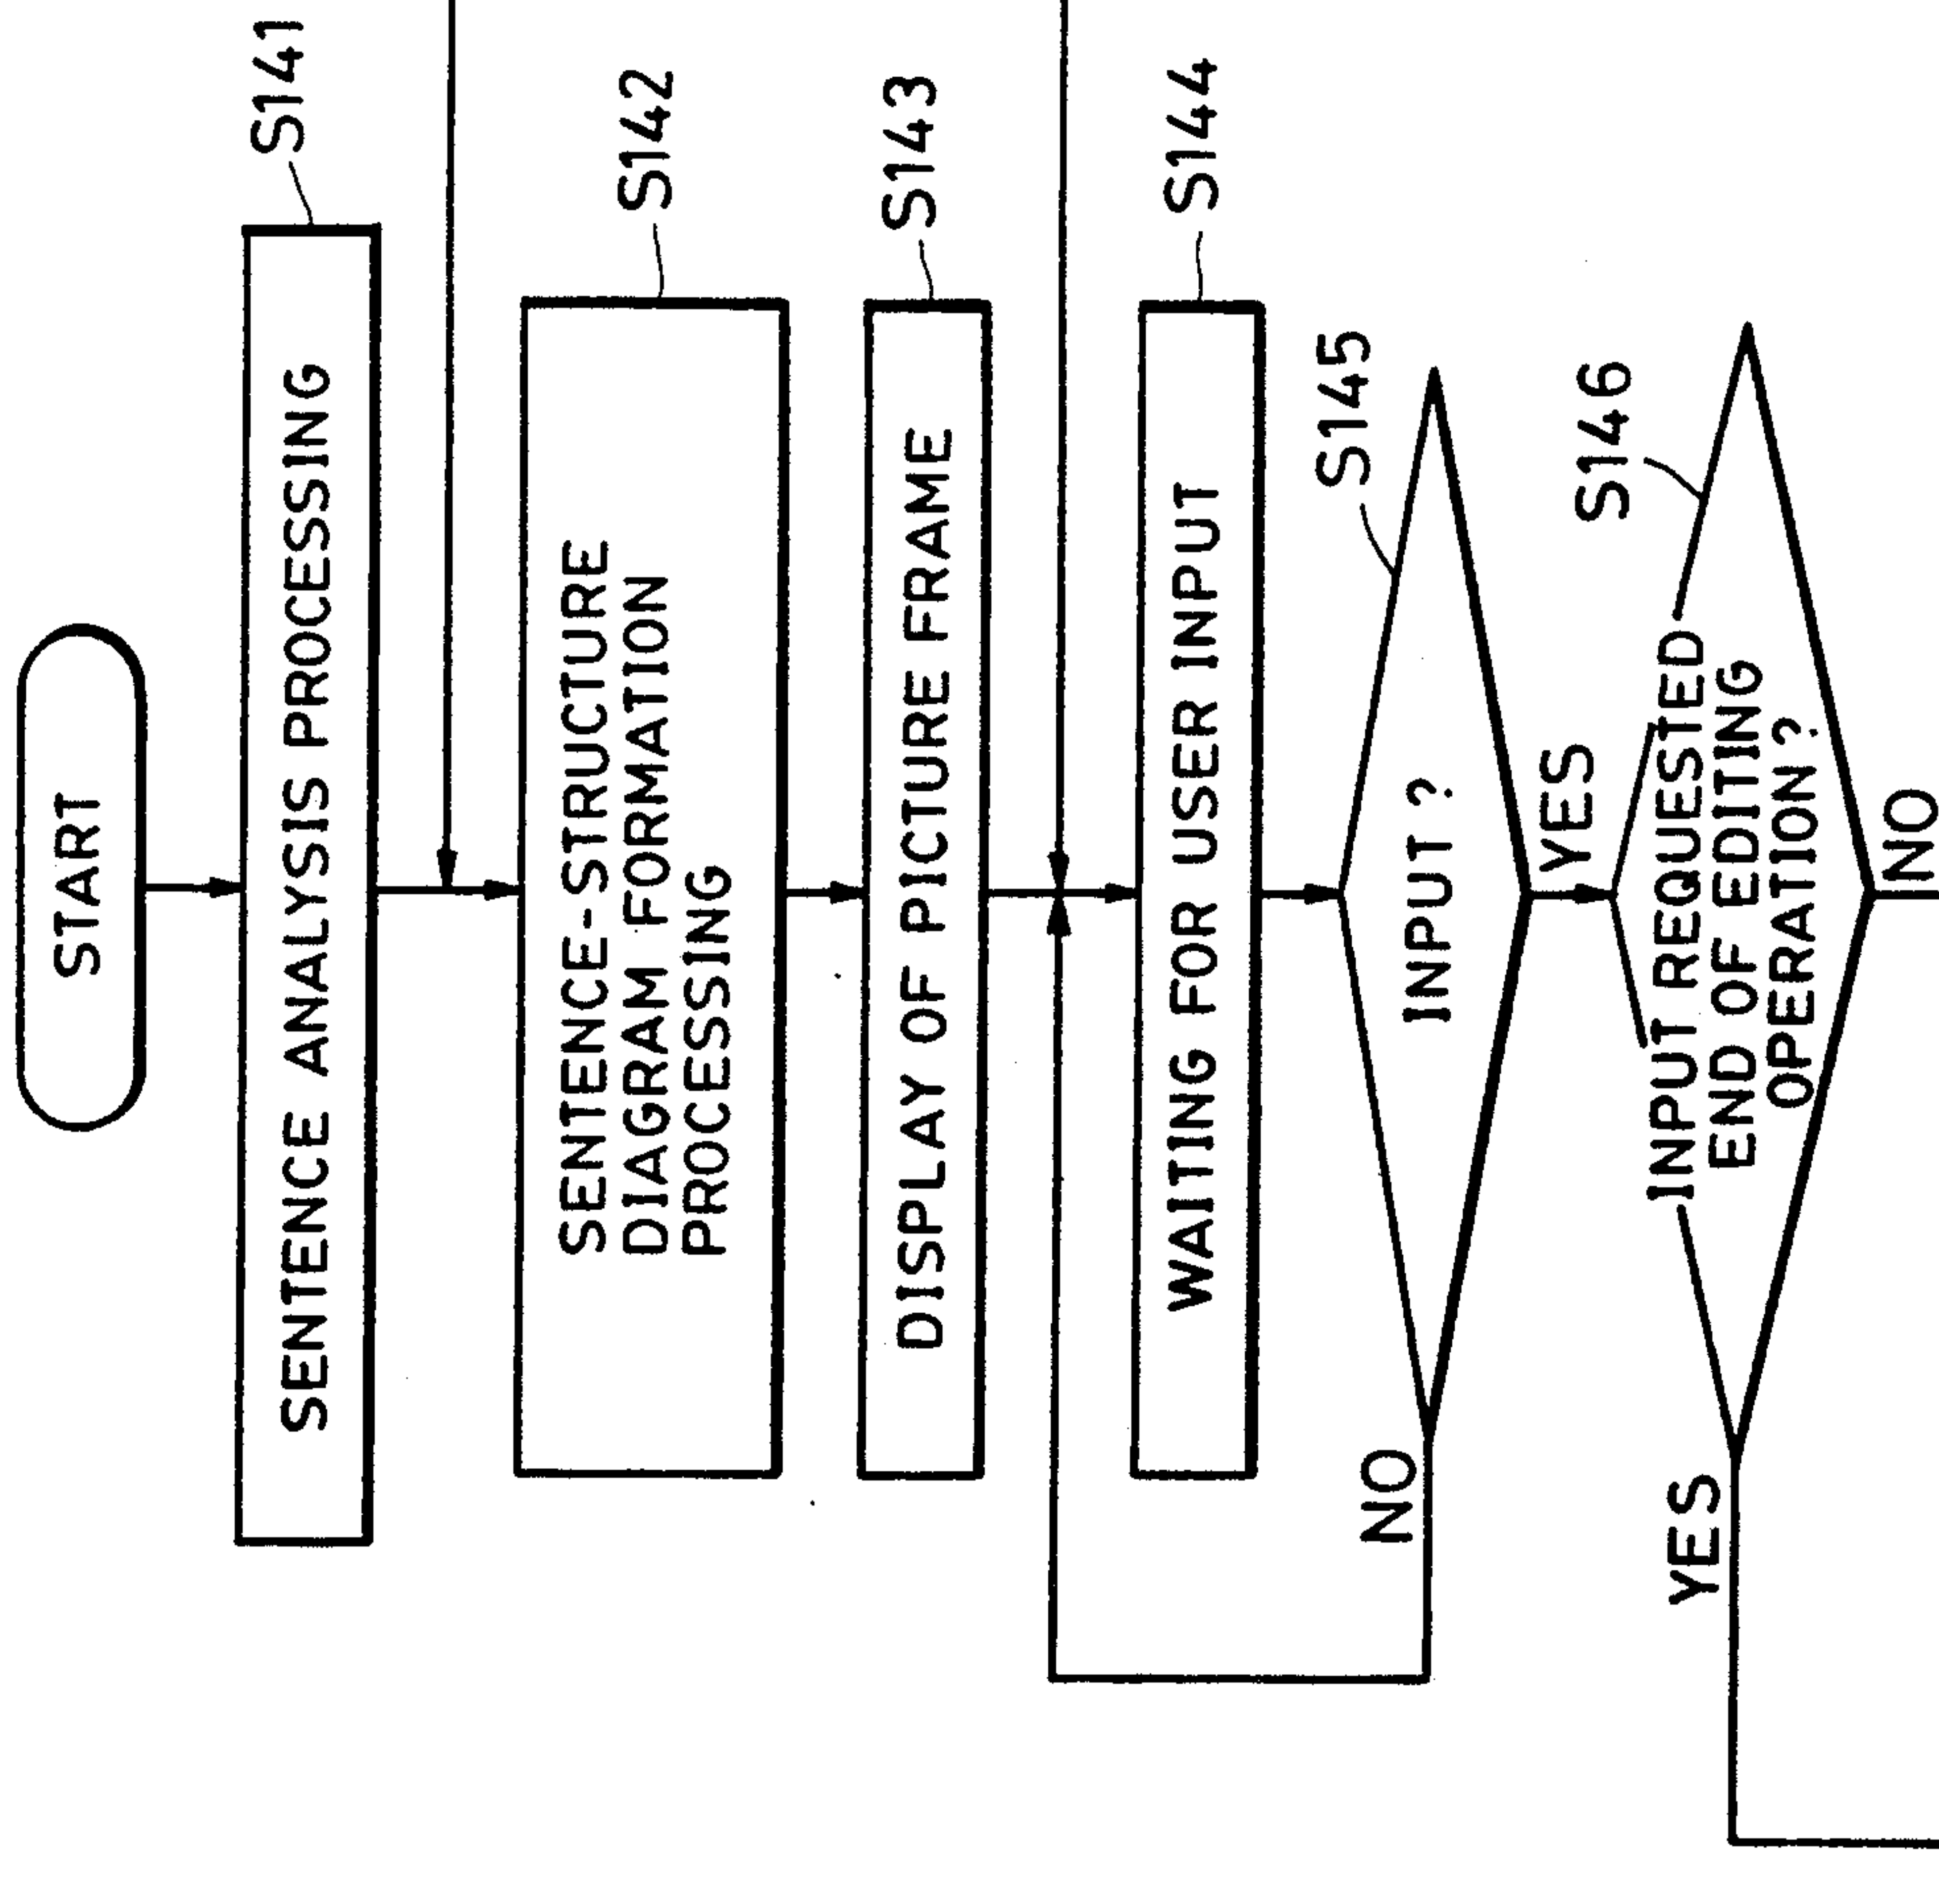 START
S141
SENTENCE ANALYSIS PROCESSING
S142
SENTENCE-STRUCTURE
DIAGRAM FORMATION
PROCESSING
S143
DISPLAY OF PICTURE FRAME
S144
WAITING FOR USER INPUT
S145
INPUT ?
NO
YES
S146
INPUT REQUESTED
END OF EDITING
OPERATION ?
YES
NO